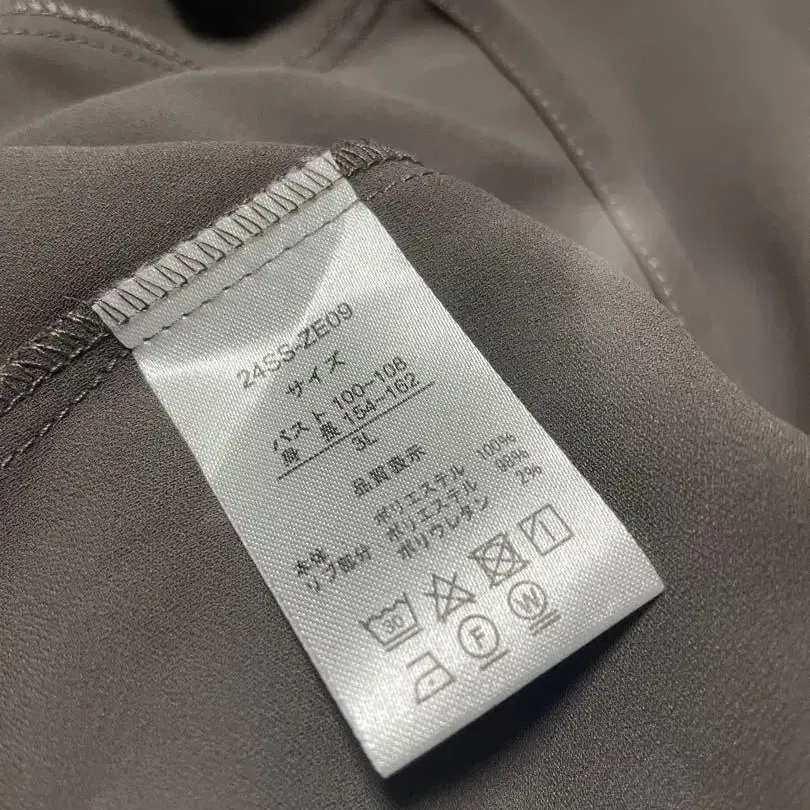 24SS-ZE09
サイズ
バスト 100-108
身 長 154-162
3L
品質表示
本体 ポリエステル 100%
リブ部分 ポリエステル 98%
ポリウレタン 2%
30
F W